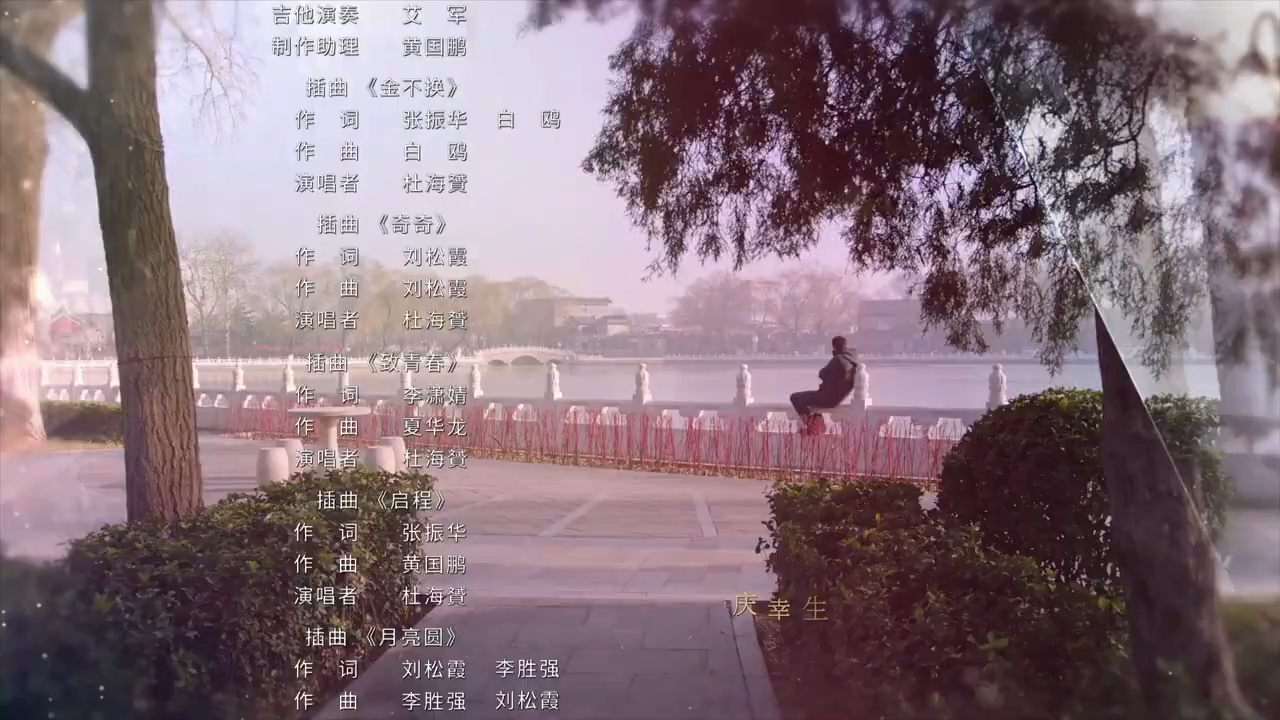 吉他演奏 艾 军
制作助理 黄国鹏
插曲 《金不换》
作 词 张振华 白 鸥
作 曲 白 鸥
演唱者 杜海赟
插曲 《奇奇》
作 词 刘松霞
作 曲 刘松霞
演唱者 杜海赟
插曲 《致青春》
作 词 李潇婧
作 曲 夏华龙
演唱者 杜海赟
插曲 《启程》
作 词 张振华
作 曲 黄国鹏
演唱者 杜海赟
庆幸生
插曲 《月亮圆》
作 词 刘松霞 李胜强
作 曲 李胜强 刘松霞